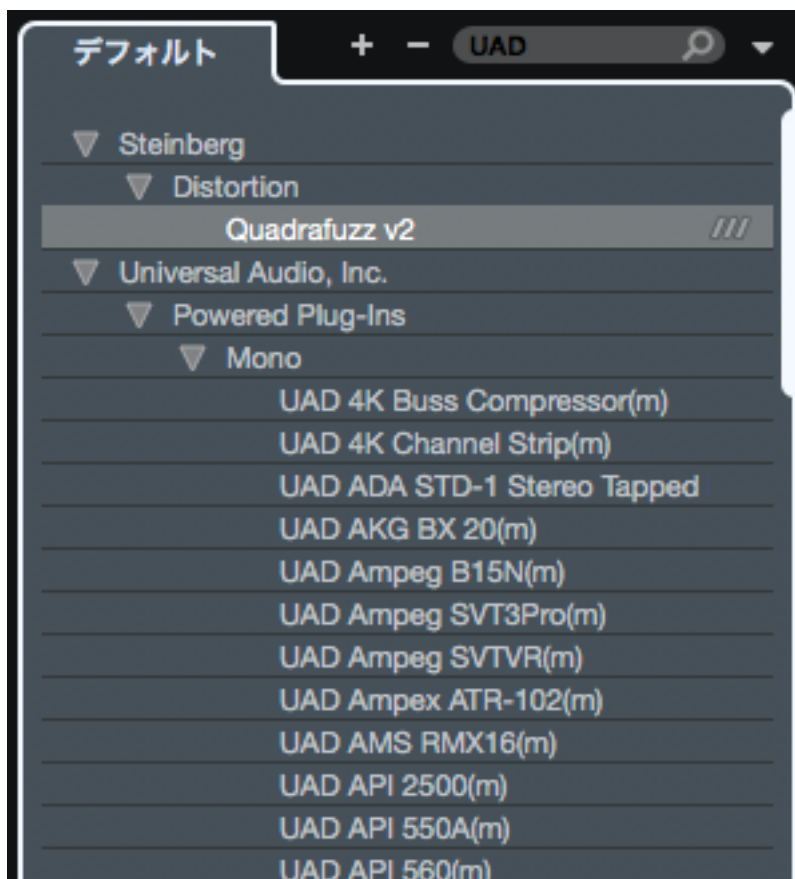 デフォルト + − UAD
Steinberg
Distortion
Quadrafuzz v2
Universal Audio, Inc.
Powered Plug-Ins
Mono
UAD 4K Buss Compressor(m)
UAD 4K Channel Strip(m)
UAD ADA STD-1 Stereo Tapped
UAD AKG BX 20(m)
UAD Ampeg B15N(m)
UAD Ampeg SVT3Pro(m)
UAD Ampeg SVTVR(m)
UAD Ampex ATR-102(m)
UAD AMS RMX16(m)
UAD API 2500(m)
UAD API 550A(m)
UAD API 560(m)